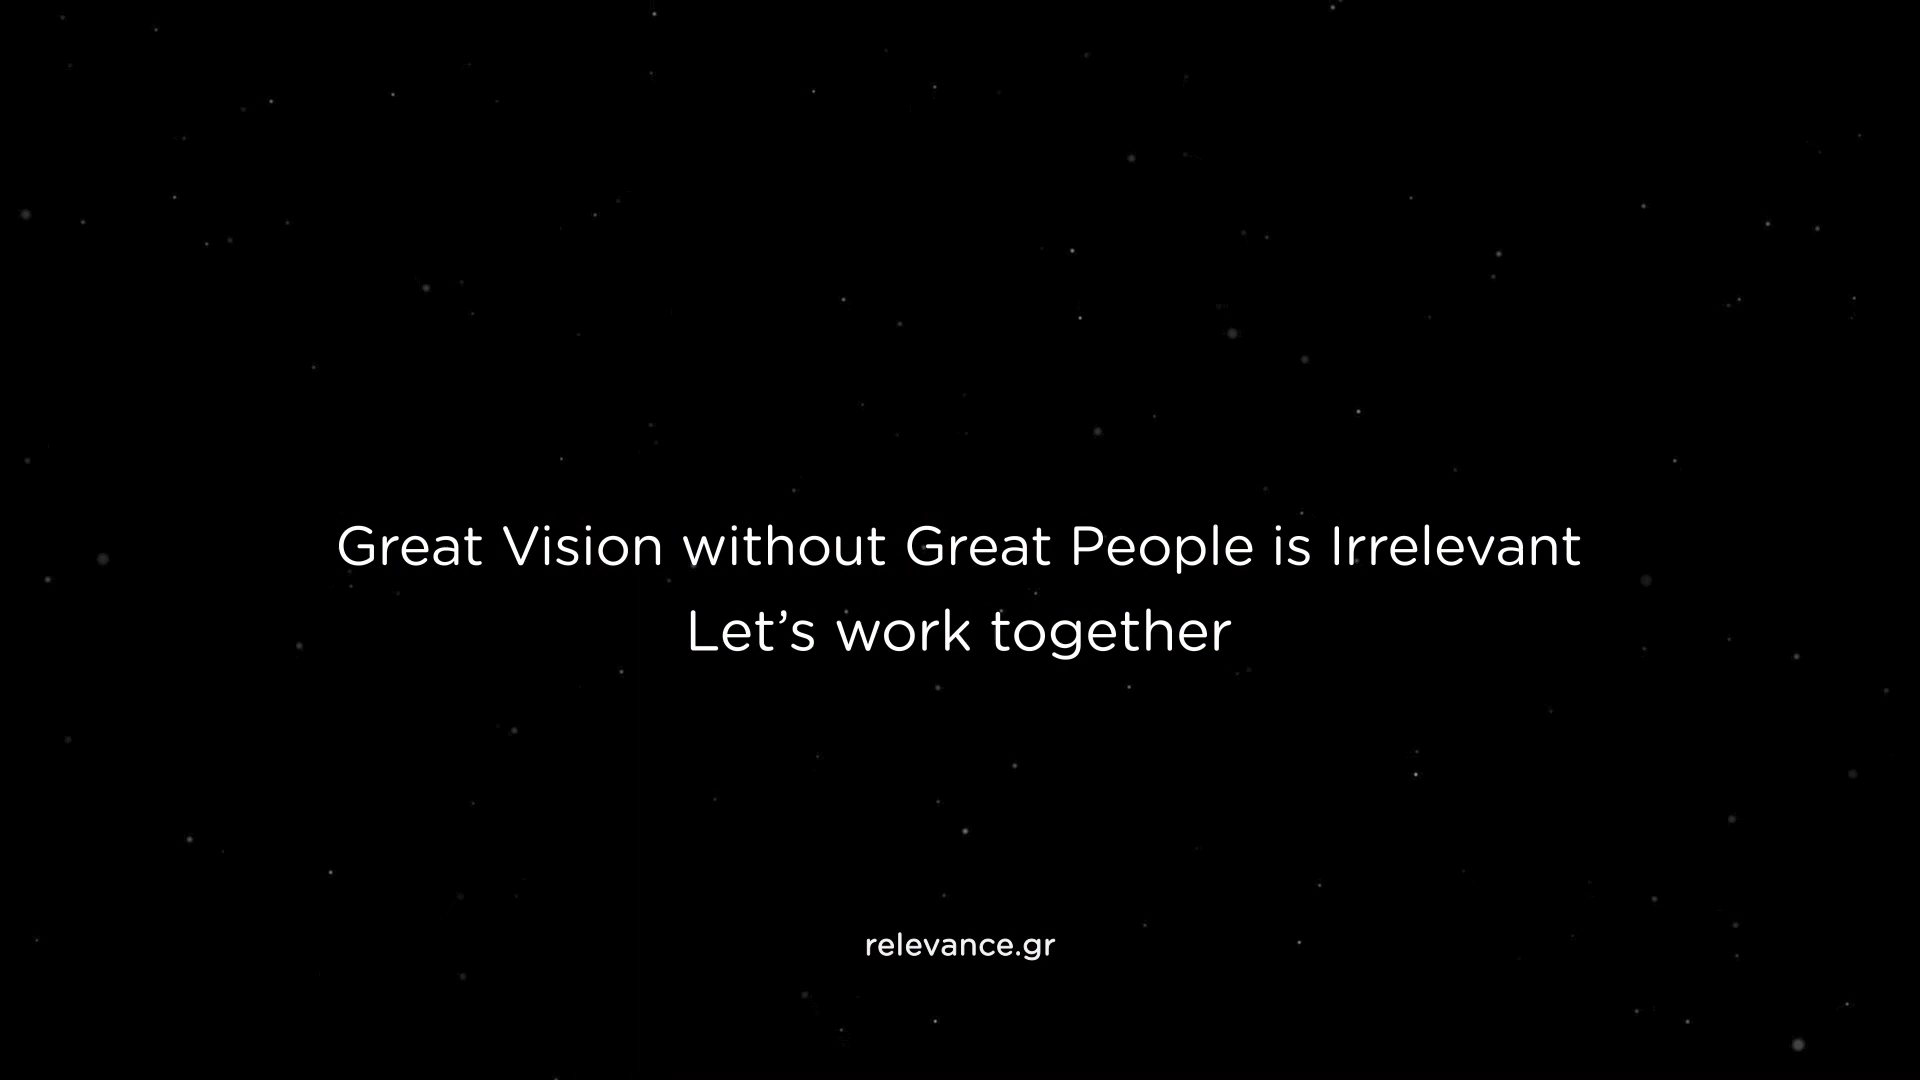 Great Vision without Great People is Irrelevant
Let’s work together
relevance.gr